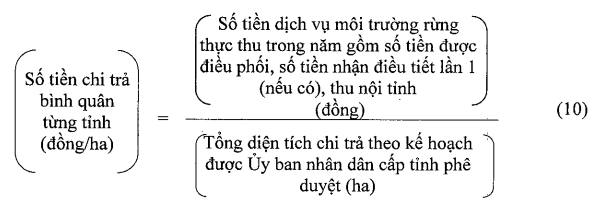 Số tiền chi trả
bình quân
từng tỉnh
(đồng/ha)
=
Số tiền dịch vụ môi trường rừng
thực thu trong năm gồm số tiền được
điều phối, số tiền nhận điều tiết lần 1
(nếu có), thu nội tỉnh
(đồng)
Tổng diện tích chi trả theo kế hoạch
được Ủy ban nhân dân cấp tỉnh phê
duyệt (ha)
(10)